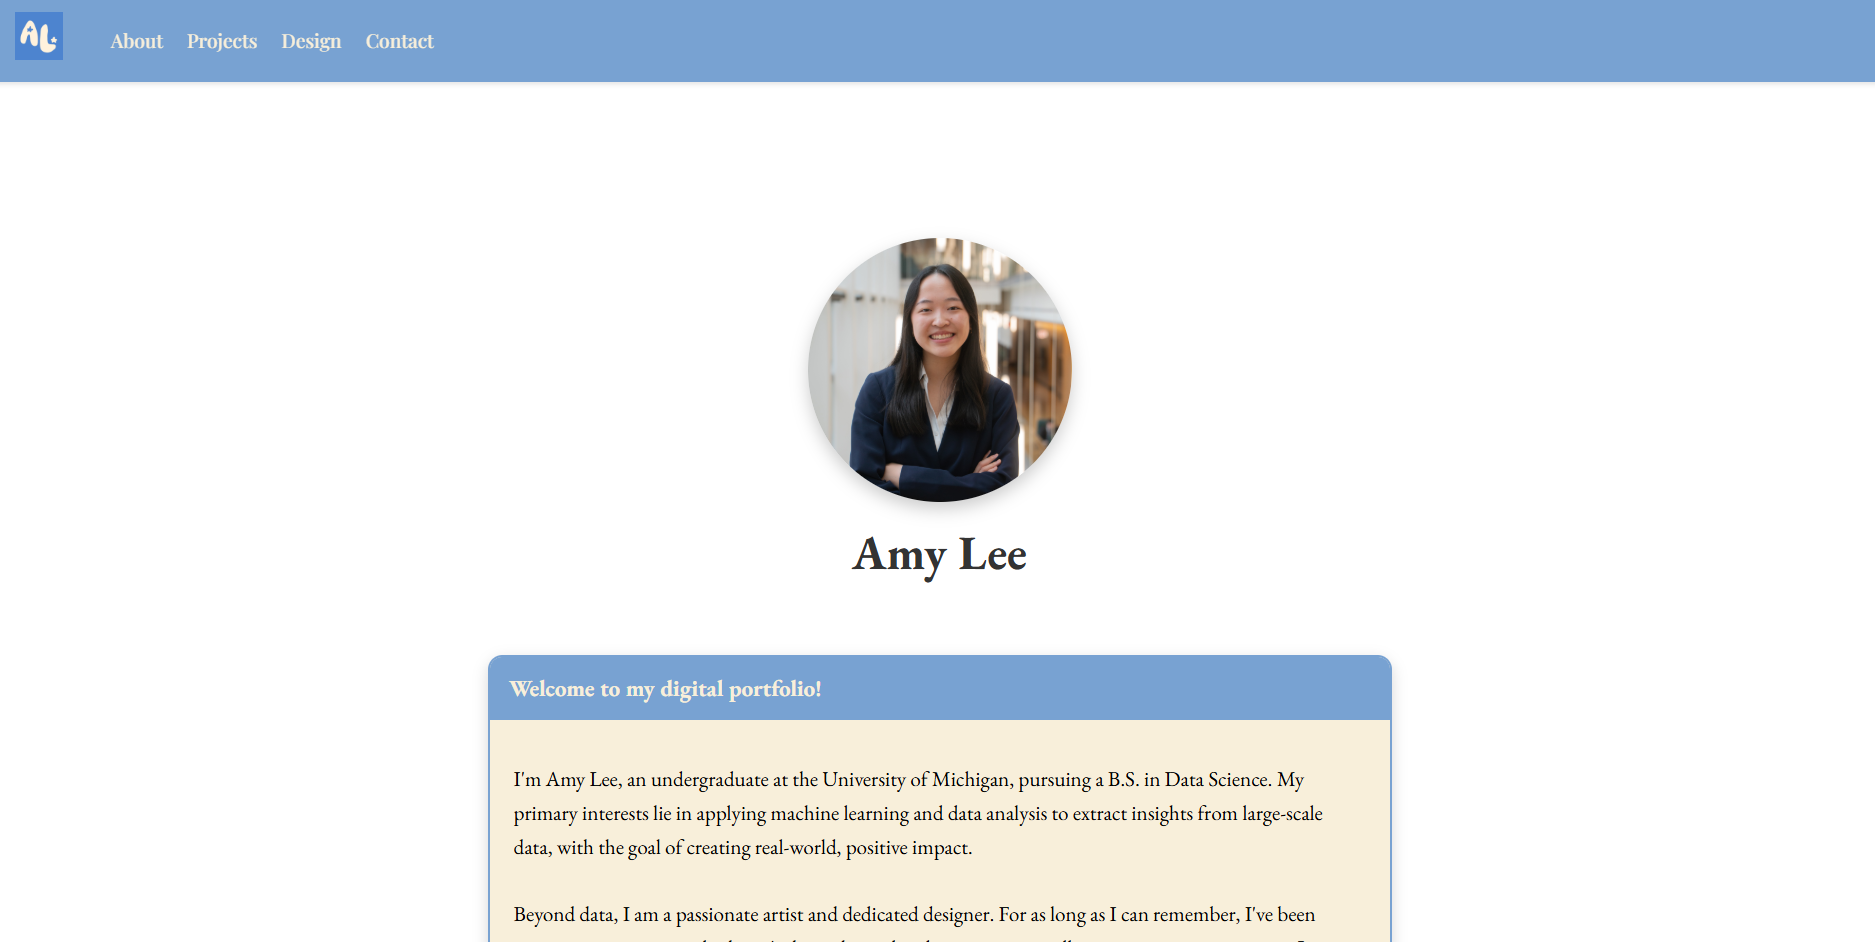 AL
About Projects Design Contact
Amy Lee
Welcome to my digital portfolio!
I'm Amy Lee, an undergraduate at the University of Michigan, pursuing a B.S. in Data Science. My
primary interests lie in applying machine learning and data analysis to extract insights from large-scale
data, with the goal of creating real-world, positive impact.
Beyond data, I am a passionate artist and dedicated designer. For as long as I can remember, I've been